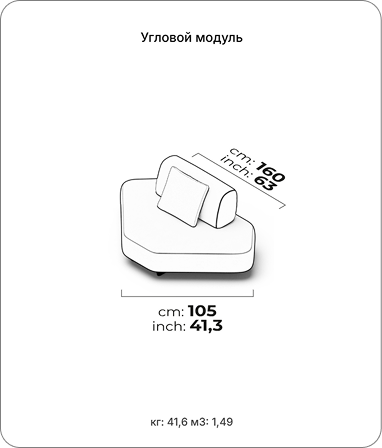 Угловой модуль
cm: 160
inch: 63
cm: 105
inch: 41,3
кг: 41,6 м3: 1,49